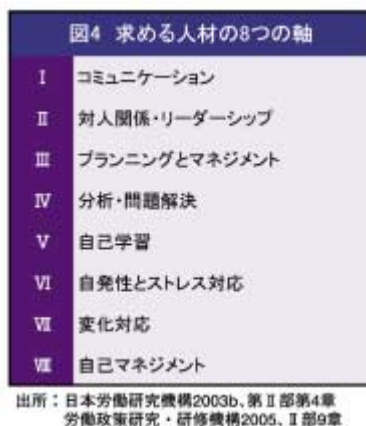 図4 求める人材の8つの軸
Ⅰ コミュニケーション
Ⅱ 対人関係・リーダーシップ
Ⅲ プランニングとマネジメント
Ⅳ 分析・問題解決
Ⅴ 自己学習
Ⅵ 自発性とストレス対応
Ⅶ 変化対応
Ⅷ 自己マネジメント
出所：日本労働研究機構2003b、第Ⅱ部第4章
労働政策研究・研修機構2005、Ⅱ部9章